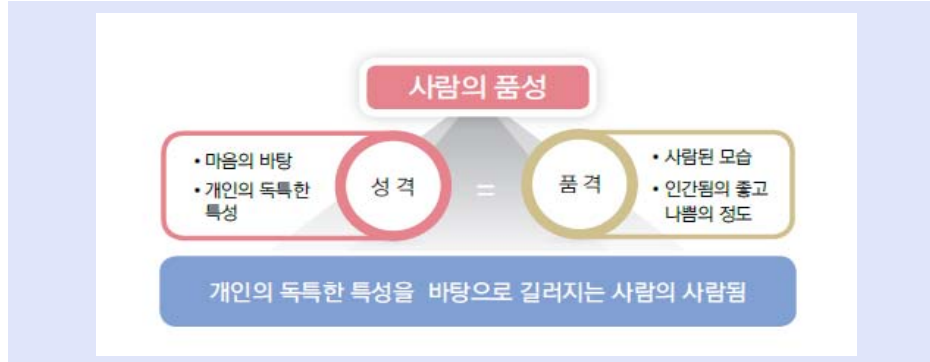 사람의 품성
• 마음의 바탕
• 개인의 독특한
특성
성 격
=
품 격
• 사람된 모습
• 인간됨의 좋고
나쁨의 정도
개인의 독특한 특성을 바탕으로 길러지는 사람의 사람됨